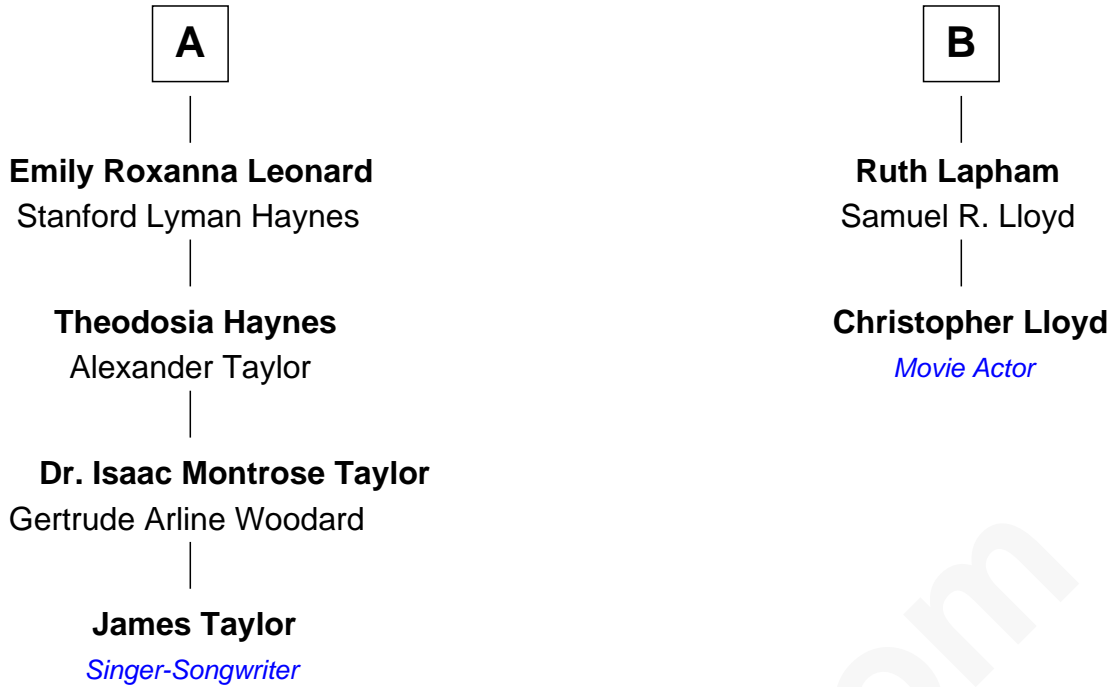 A
Emily Roxanna Leonard
Stanford Lyman Haynes
Theodosia Haynes
Alexander Taylor
Dr. Isaac Montrose Taylor
Gertrude Arline Woodard
James Taylor
Singer-Songwriter
B
Ruth Lapham
Samuel R. Lloyd
Christopher Lloyd
Movie Actor
om